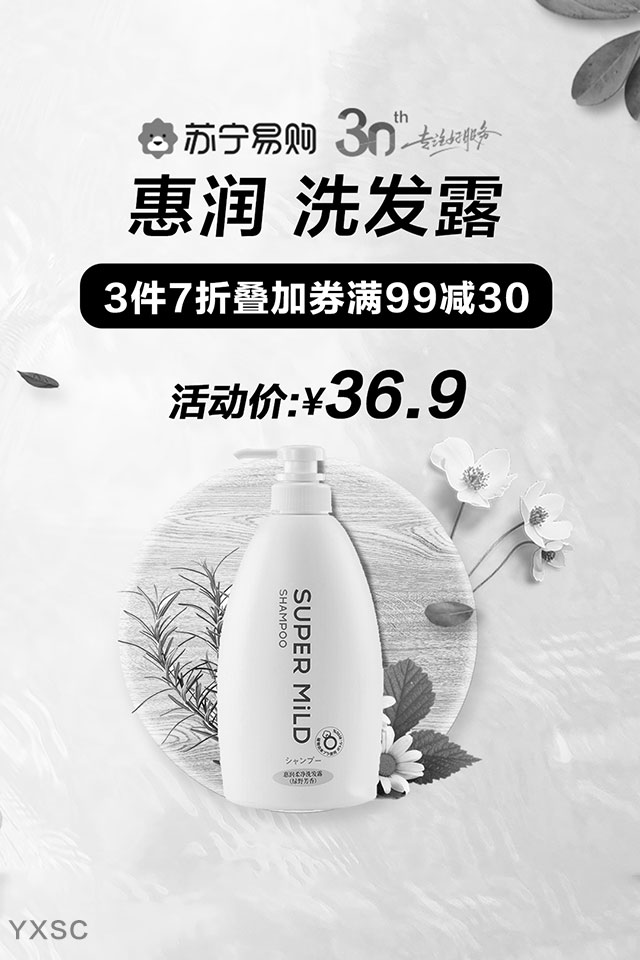 苏宁易购 30th 专注好服务
惠润 洗发露
3件7折叠加券满99减30
活动价:¥36.9
SUPER MiLD
SHAMPOO
シャンプー
惠润柔净洗发露
(绿野芳香)
YXSC